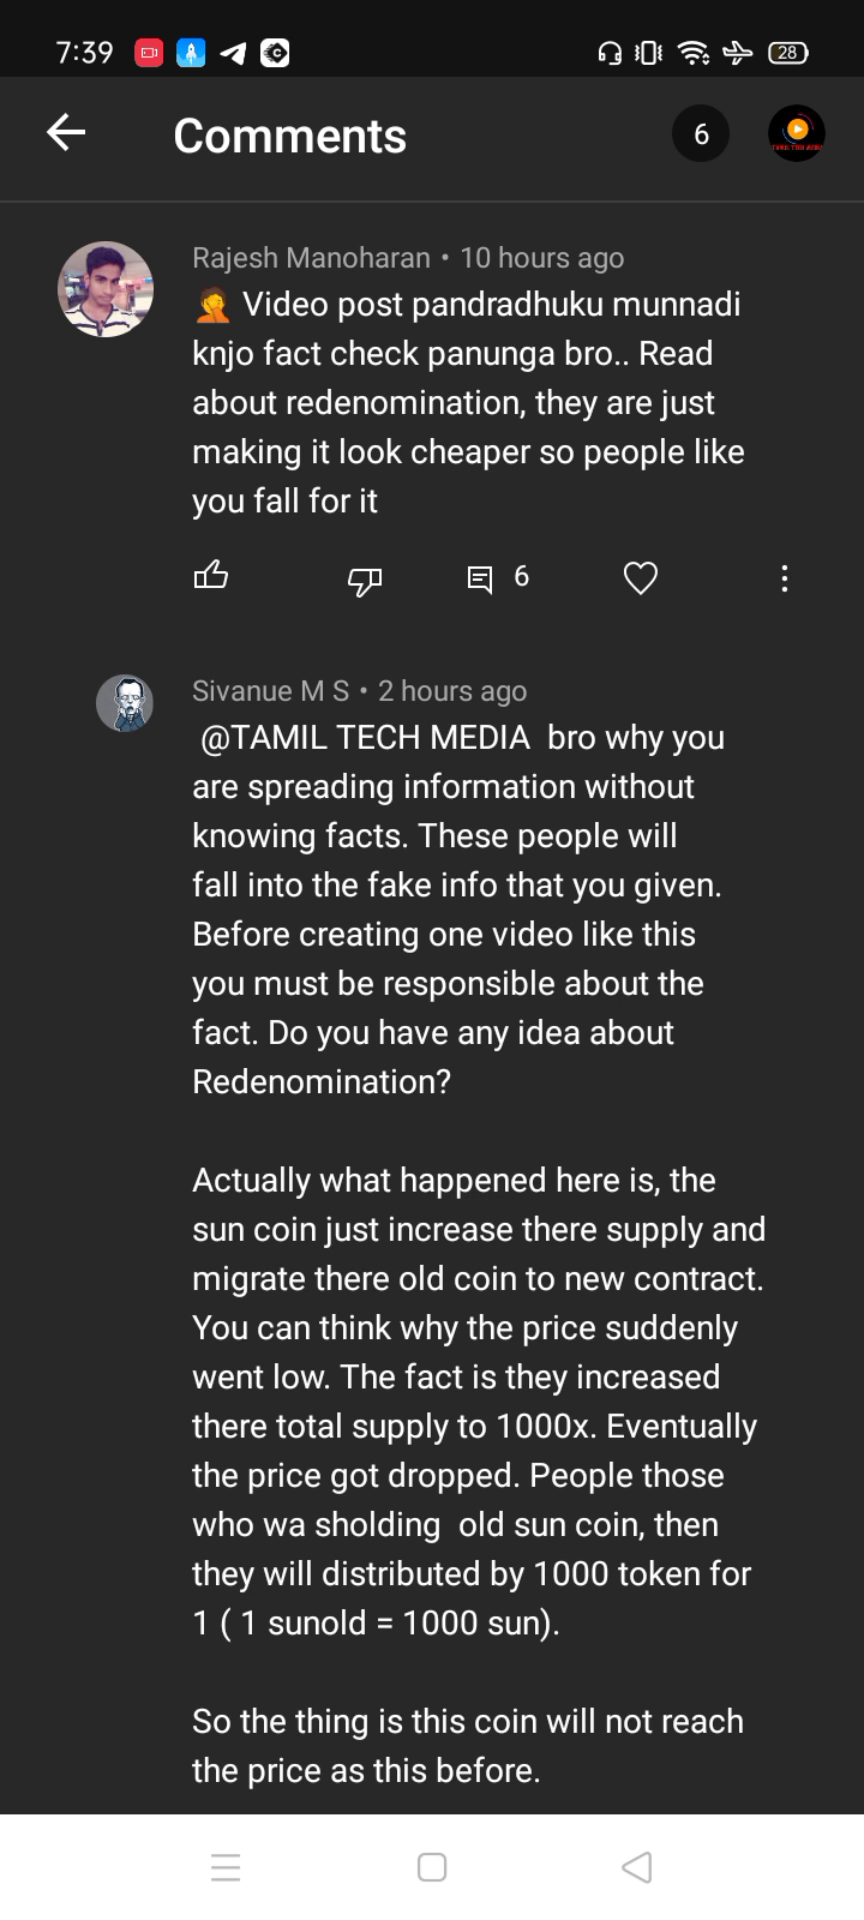 7:39
28
Comments
6
Rajesh Manoharan • 10 hours ago
🤦 Video post pandradhuku munnadi
knjo fact check panunga bro.. Read
about redenomination, they are just
making it look cheaper so people like
you fall for it
6
Sivanue M S • 2 hours ago
@TAMIL TECH MEDIA bro why you
are spreading information without
knowing facts. These people will
fall into the fake info that you given.
Before creating one video like this
you must be responsible about the
fact. Do you have any idea about
Redenomination?
Actually what happened here is, the
sun coin just increase there supply and
migrate there old coin to new contract.
You can think why the price suddenly
went low. The fact is they increased
there total supply to 1000x. Eventually
the price got dropped. People those
who wa sholding  old sun coin, then
they will distributed by 1000 token for
1 ( 1 sunold = 1000 sun).
So the thing is this coin will not reach
the price as this before.